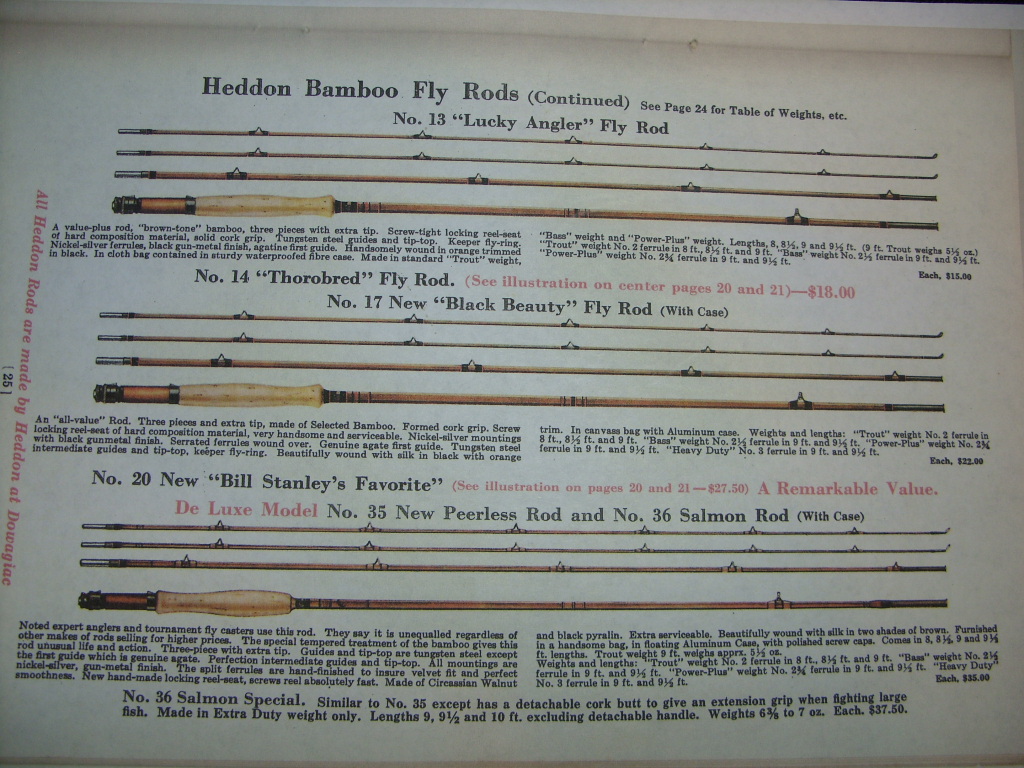 Heddon Bamboo Fly Rods (Continued) See Page 24 for Table of Weights, etc.
No. 13 "Lucky Angler" Fly Rod
A value-plus rod, "brown-tone" bamboo, three pieces with extra tip. Screw-tight locking reel-seat
of hard composition material, solid cork grip. Tungsten steel guides and tip-top. Keeper fly-ring.
Nickel-silver ferrules, black gun-metal finish, agatine first guide. Handsomely wound in orange trimmed
in black. In cloth bag contained in sturdy waterproofed fibre case. Made in standard "Trout" weight,
"Bass" weight and "Power-Plus" weight. Lengths, 8, 8½, 9 and 9½ ft. (9 ft. Trout weighs 5½ oz.)
"Trout" weight No. 2 ferrule in 8 ft., 8½ ft. and 9 ft. "Bass" weight No. 2½ ferrule in 9 ft. and 9½ ft.
"Power-Plus" weight No. 2¾ ferrule in 9 ft. and 9½ ft.
Each, $15.00
No. 14 "Thorobred" Fly Rod. (See illustration on center pages 20 and 21)—$18.00
No. 17 New "Black Beauty" Fly Rod (With Case)
An "all-value" Rod. Three pieces and extra tip, made of Selected Bamboo. Formed cork grip. Screw
locking reel-seat of hard composition material, very handsome and serviceable. Nickel-silver mountings
with black gunmetal finish. Serrated ferrules wound over. Genuine agate first guide. Tungsten steel
intermediate guides and tip-top, keeper fly-ring. Beautifully wound with silk in black with orange
trim. In canvass bag with Aluminum case. Weights and lengths: "Trout" weight No. 2 ferrule in
8 ft., 8½ ft. and 9 ft. "Bass" weight No. 2½ ferrule in 9 ft. and 9½ ft. "Power-Plus" weight No. 2¾
ferrule in 9 ft. and 9½ ft. "Heavy Duty" No. 3 ferrule in 9 ft. and 9½ ft.
Each, $22.00
No. 20 New "Bill Stanley's Favorite" (See illustration on pages 20 and 21—$27.50) A Remarkable Value.
De Luxe Model No. 35 New Peerless Rod and No. 36 Salmon Rod (With Case)
Noted expert anglers and tournament fly casters use this rod. They say it is unequalled regardless of
other makes of rods selling for higher prices. The special tempered treatment of the bamboo gives this
rod unusual life and action. Three-piece with extra tip. Guides and tip-top are tungsten steel except
the first guide which is genuine agate. Perfection intermediate guides and tip-top. All mountings are
nickel-silver, gun-metal finish. The split ferrules are hand-finished to insure velvet fit and perfect
smoothness. New hand-made locking reel-seat, screws reel absolutely fast. Made of Circassian Walnut
and black pyralin. Extra serviceable. Beautifully wound with silk in two shades of brown. Furnished
in a handsome bag, in floating Aluminum Case, with polished screw caps. Comes in 8, 8½, 9 and 9½
ft. lengths. Trout weight 9 ft. weighs apprx. 5½ oz.
Weights and lengths: "Trout" weight No. 2 ferrule in 8 ft., 8½ ft. and 9 ft. "Bass" weight No. 2½
ferrule in 9 ft. and 9½ ft. "Power-Plus" weight No. 2¾ ferrule in 9 ft. and 9½ ft. "Heavy Duty"
No. 3 ferrule in 9 ft. and 9½ ft.
Each, $35.00
No. 36 Salmon Special. Similar to No. 35 except has a detachable cork butt to give an extension grip when fighting large
fish. Made in Extra Duty weight only. Lengths 9, 9½ and 10 ft. excluding detachable handle. Weights 6⅜ to 7 oz. Each. $37.50.
All Heddon Rods are made by Heddon at Dowagiac
[25]